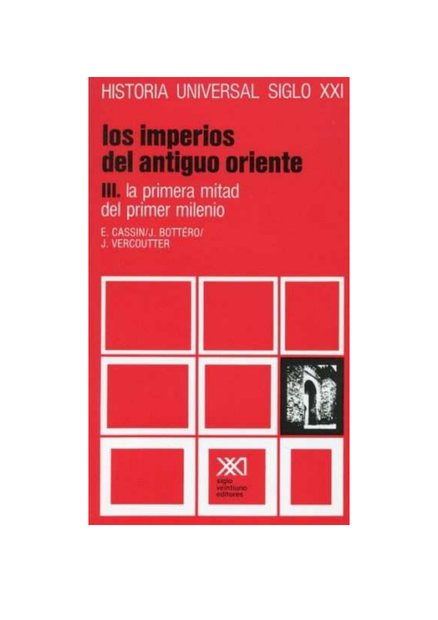 HISTORIA UNIVERSAL SIGLO XXI
los imperios
del antiguo oriente
III. la primera mitad
del primer milenio
E. CASSIN/J. BOTTÉRO/
J. VERCOUTTER
XXI
siglo
veintiuno
editores